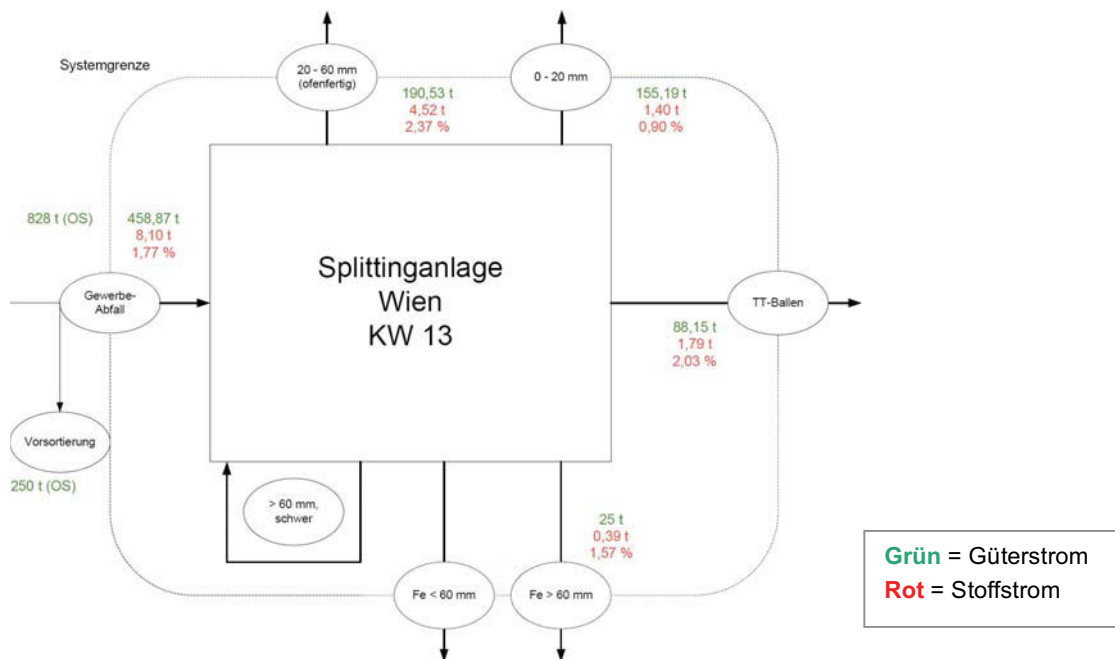 Systemgrenze
20 - 60 mm
(ofenfertig)
190,53 t
4,52 t
2,37 %
0 - 20 mm
155,19 t
1,40 t
0,90 %
828 t (OS)
458,87 t
8,10 t
1,77 %
Gewerbe-
Abfall
Splittinganlage
Wien
KW 13
TT-Ballen
88,15 t
1,79 t
2,03 %
Vorsortierung
250 t (OS)
> 60 mm,
schwer
25 t
0,39 t
1,57 %
Fe < 60 mm
Fe > 60 mm
Grün = Güterstrom
Rot = Stoffstrom